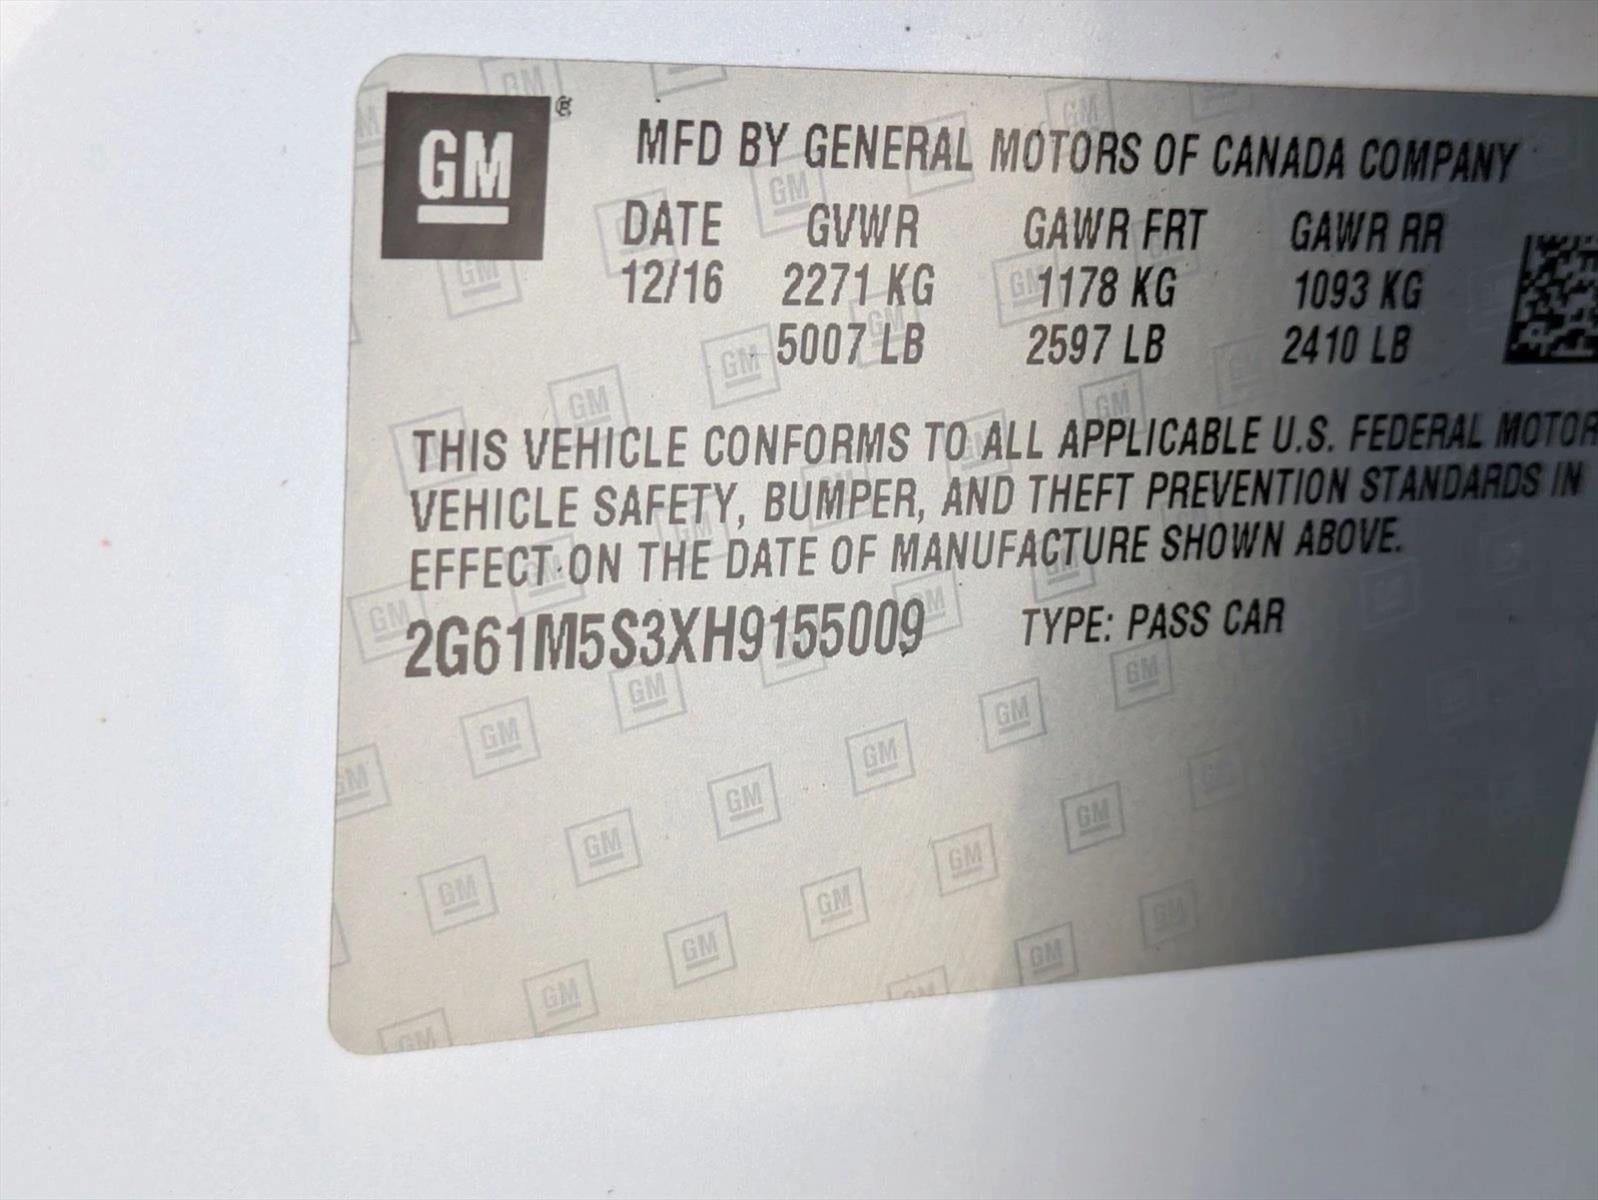 GM ®
MFD BY GENERAL MOTORS OF CANADA COMPANY
DATE GVWR GAWR FRT GAWR RR
12/16 2271 KG 1178 KG 1093 KG
5007 LB 2597 LB 2410 LB
THIS VEHICLE CONFORMS TO ALL APPLICABLE U.S. FEDERAL MOTOR
VEHICLE SAFETY, BUMPER, AND THEFT PREVENTION STANDARDS IN
EFFECT ON THE DATE OF MANUFACTURE SHOWN ABOVE.
2G61M5S3XH9155009 TYPE: PASS CAR